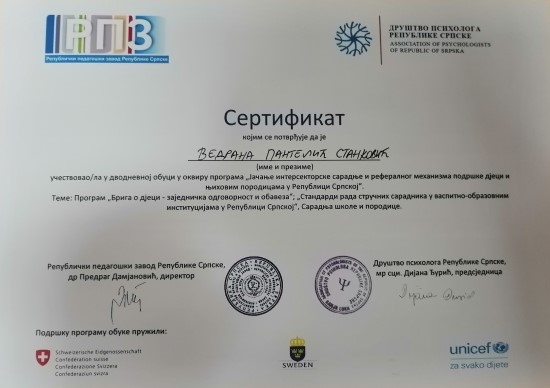 РПЗ
Републички педагошки завод Републике Српске
ДРУШТВО ПСИХОЛОГА
РЕПУБЛИКЕ СРПСКЕ
ASSOCIATION OF PSYCHOLOGISTS
OF REPUBLIC OF SRPSKA
Сертификат
којим се потврђује да је
ВЕДРАНА ПАНТЕЛИЋ СТАНКОВИЋ
(име и презиме)
учествовао/ла у дводневној обуци у оквиру програма „Јачање интерсекторске сарадње и рефералног механизма подршке дјеци и
њиховим породицама у Републици Српској".
Теме: Програм „Брига о дјеци - заједничка одговорност и обавеза"; „Стандарди рада стручних сарадника у васпитно-образовним
институцијама у Републици Српској", Сарадња школе и породице.
Републички педагошки завод Републике Српске,
др Предраг Дамјановић, директор
Друштво психолога Републике Српске,
мр сци. Дијана Ђурић, предсједница
Подршку програму обуке пружили:
Schweizerische Eidgenossenschaft
Confédération suisse
Confederazione Svizzera
Confederaziun svizra
SWEDEN
unicef
za svako dijete